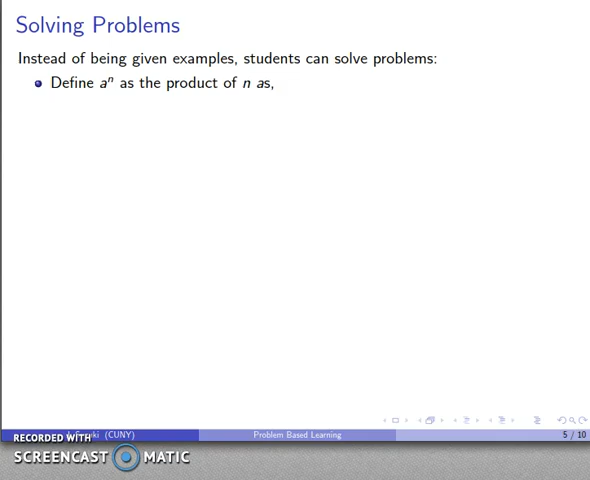 Solving Problems
Instead of being given examples, students can solve problems:
Define aⁿ as the product of n as,
(CUNY) Problem Based Learning 5 / 10
RECORDED WITH
SCREENCAST MATIC